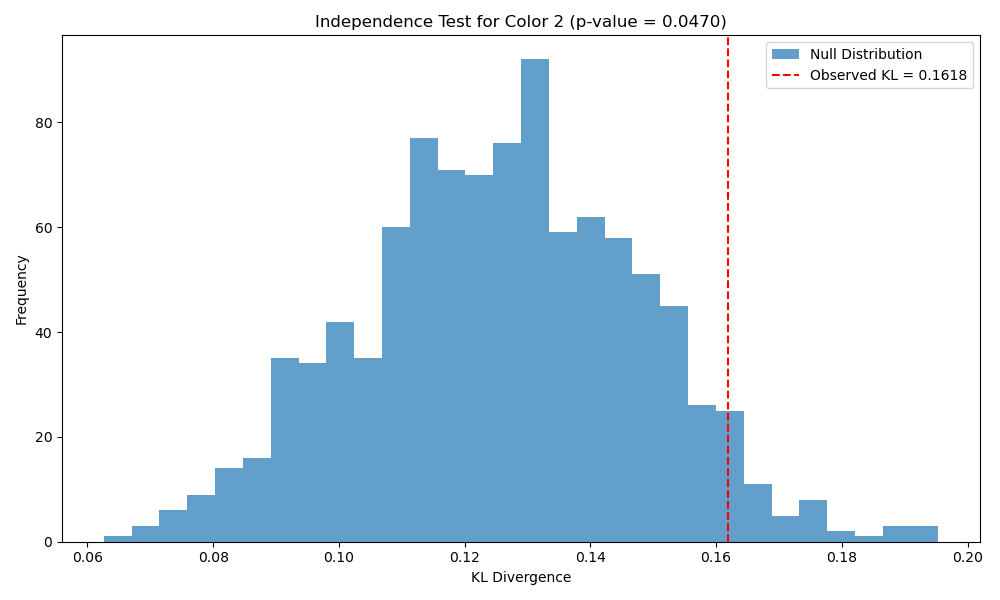 Independence Test for Color 2 (p-value = 0.0470)
Null Distribution
Observed KL = 0.1618
Frequency
80
60
40
20
0
0.06 0.08 0.10 0.12 0.14 0.16 0.18 0.20
KL Divergence